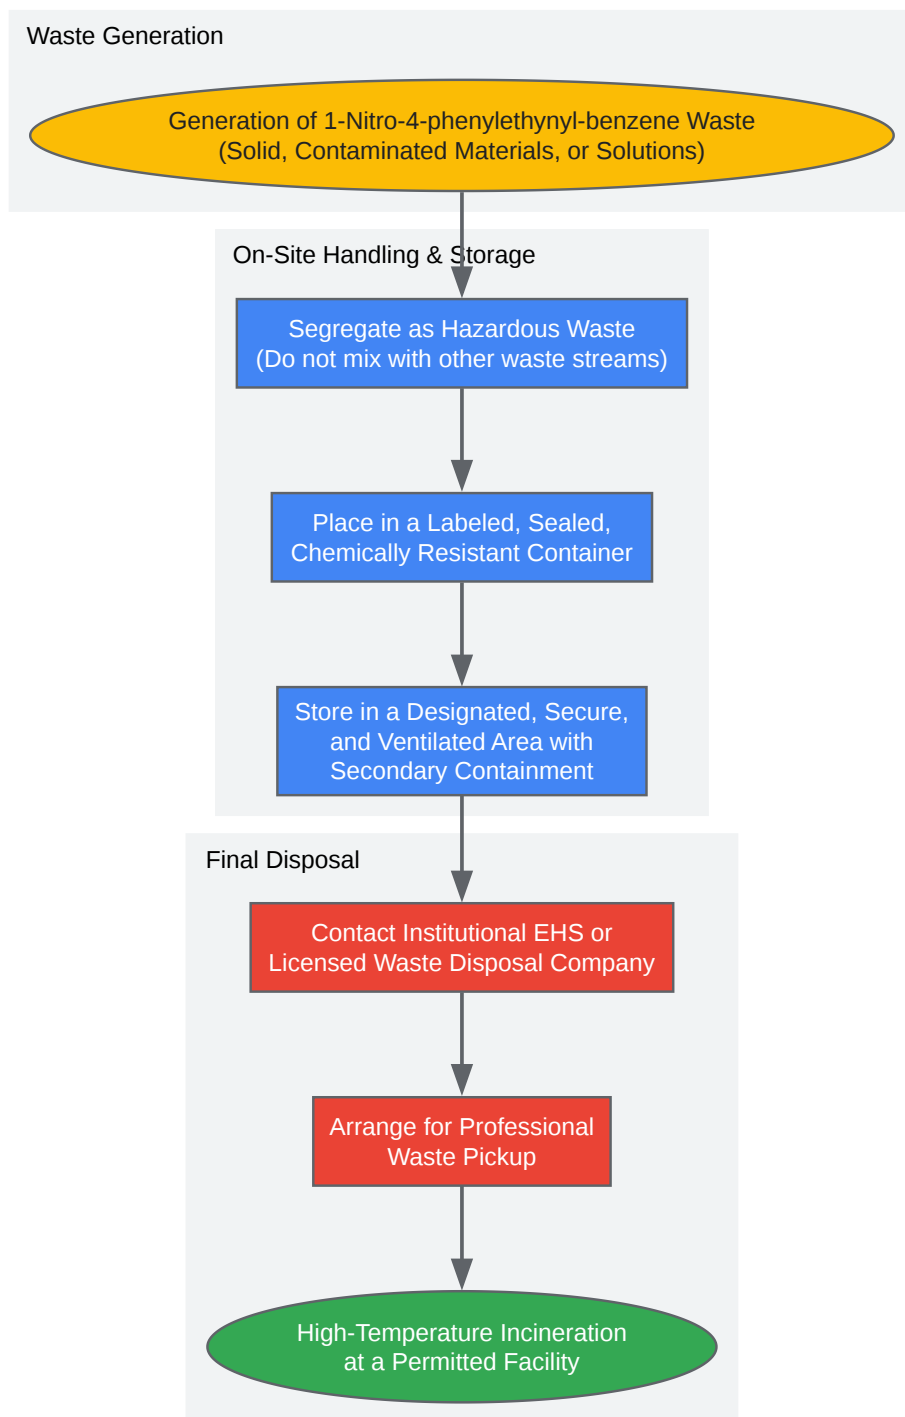 Waste Generation
Generation of 1-Nitro-4-phenylethynyl-benzene Waste
(Solid, Contaminated Materials, or Solutions)
On-Site Handling & Storage
Segregate as Hazardous Waste
(Do not mix with other waste streams)
Place in a Labeled, Sealed,
Chemically Resistant Container
Store in a Designated, Secure,
and Ventilated Area with
Secondary Containment
Final Disposal
Contact Institutional EHS or
Licensed Waste Disposal Company
Arrange for Professional
Waste Pickup
High-Temperature Incineration
at a Permitted Facility